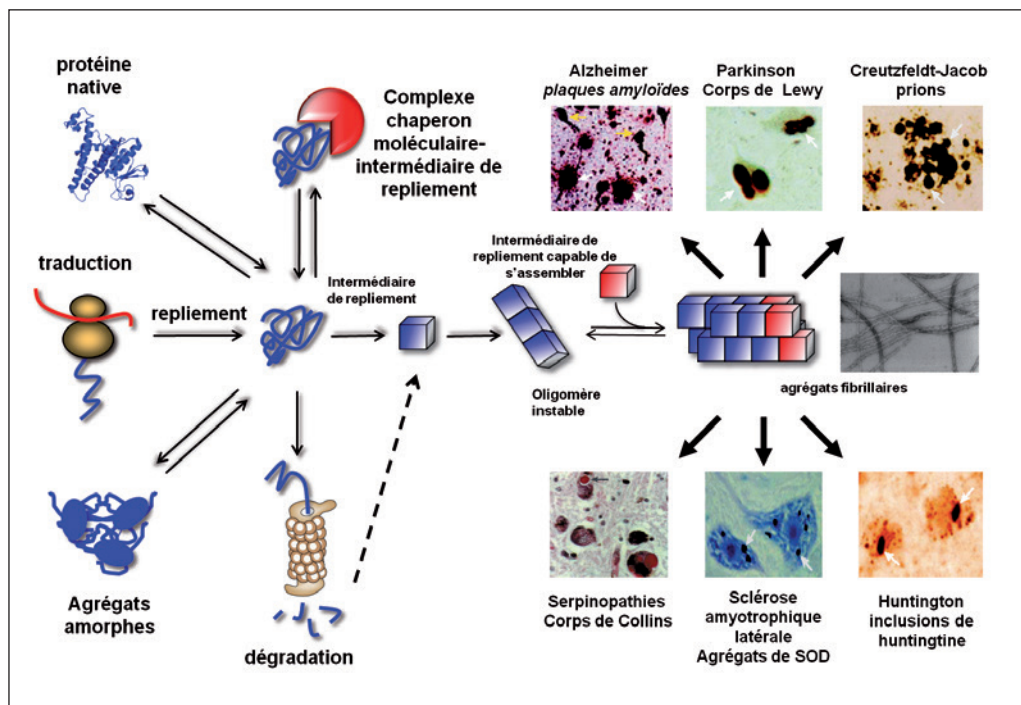 protéine
native
Complexe
chaperon
moléculaire-
intermédiaire de
repliement
Alzheimer
plaques amyloïdes
Parkinson
Corps de Lewy
Creutzfeldt-Jacob
prions
traduction
repliement
Intermédiaire
de repliement
Intermédiaire de
repliement capable de
s'assembler
Oligomère
instable
agrégats fibrillaires
Agrégats
amorphes
dégradation
Serpinopathies
Corps de Collins
Sclérose
amyotrophique
latérale
Agrégats de SOD
Huntington
inclusions de
huntingtine